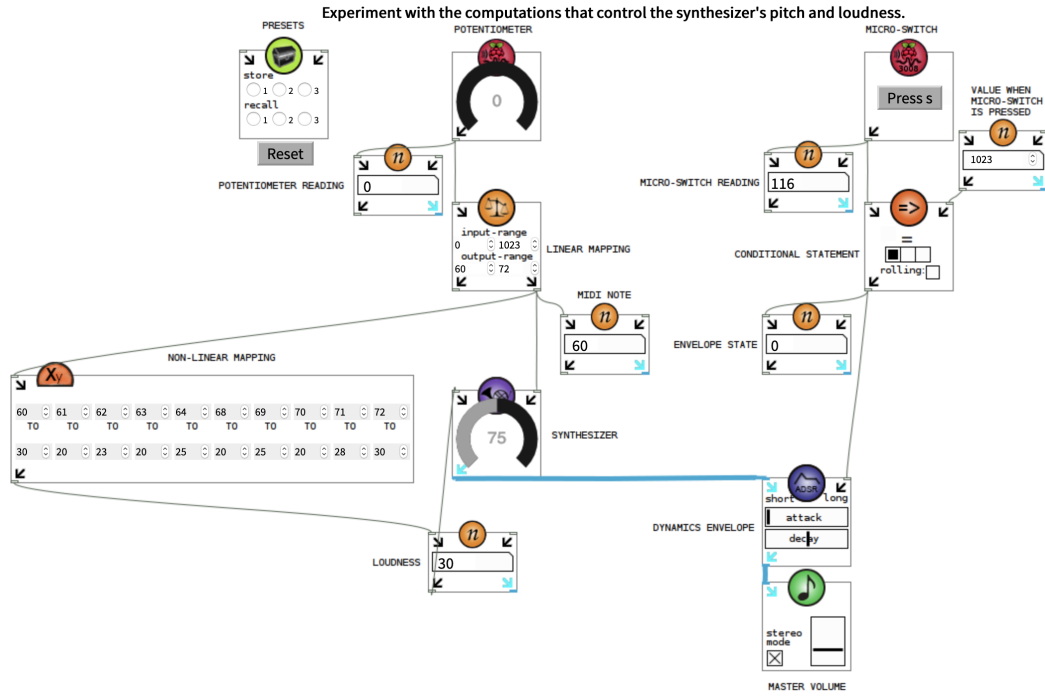 Experiment with the computations that control the synthesizer's pitch and loudness.
PRESETS
store
1 2 3
recall
1 2 3
Reset
POTENTIOMETER
0
POTENTIOMETER READING
n
0
input-range
0 1023
output-range
60 72
LINEAR MAPPING
MIDI NOTE
n
60
NON-LINEAR MAPPING
Xy
60 61 62 63 64 68 69 70 71 72
TO TO TO TO TO TO TO TO TO TO
30 20 23 20 25 20 25 20 28 30
75
SYNTHESIZER
LOUDNESS
n
30
MICRO-SWITCH
3008
Press s
VALUE WHEN
MICRO-SWITCH
IS PRESSED
n
1023
MICRO-SWITCH READING
n
116
CONDITIONAL STATEMENT
=>
=
rolling:
ENVELOPE STATE
n
0
DYNAMICS ENVELOPE
ADSR
short long
attack
decay
stereo
mode
MASTER VOLUME